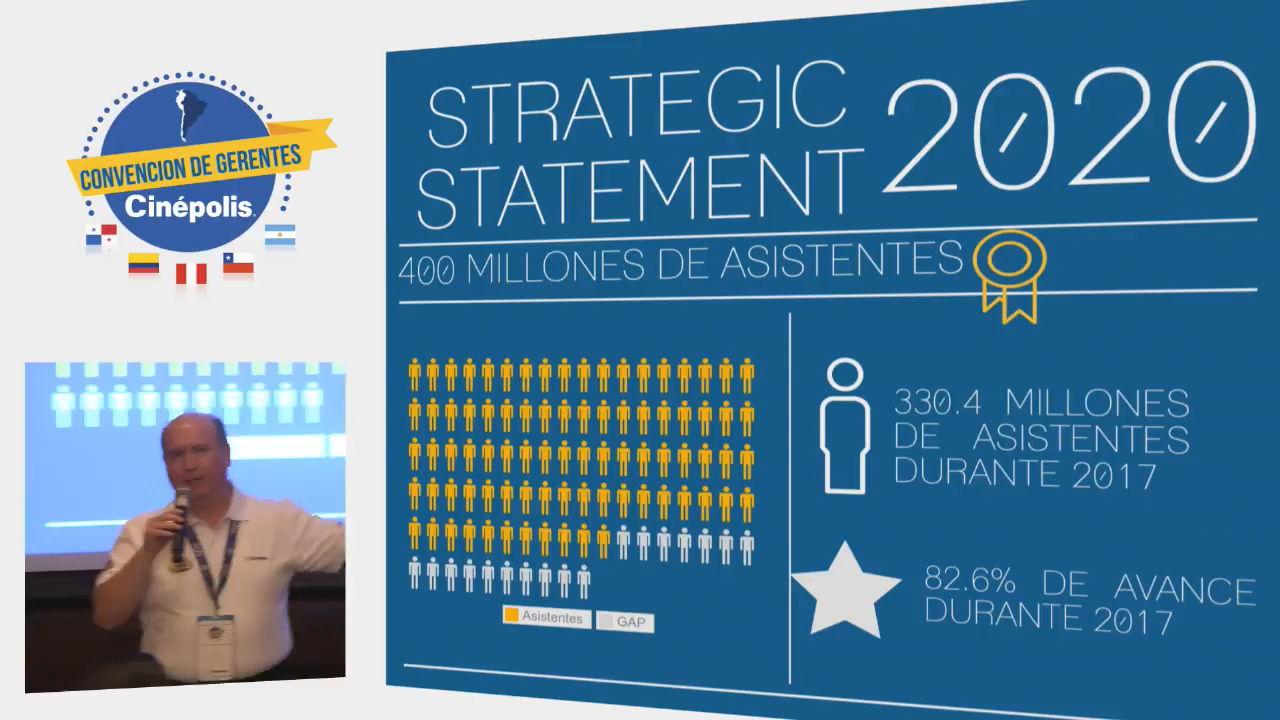 CONVENCION DE GERENTES
Cinépolis
STRATEGIC
STATEMENT
2020
400 MILLONES DE ASISTENTES
330.4 MILLONES
DE ASISTENTES
DURANTE 2017
82.6% DE AVANCE
DURANTE 2017
Asistentes
GAP